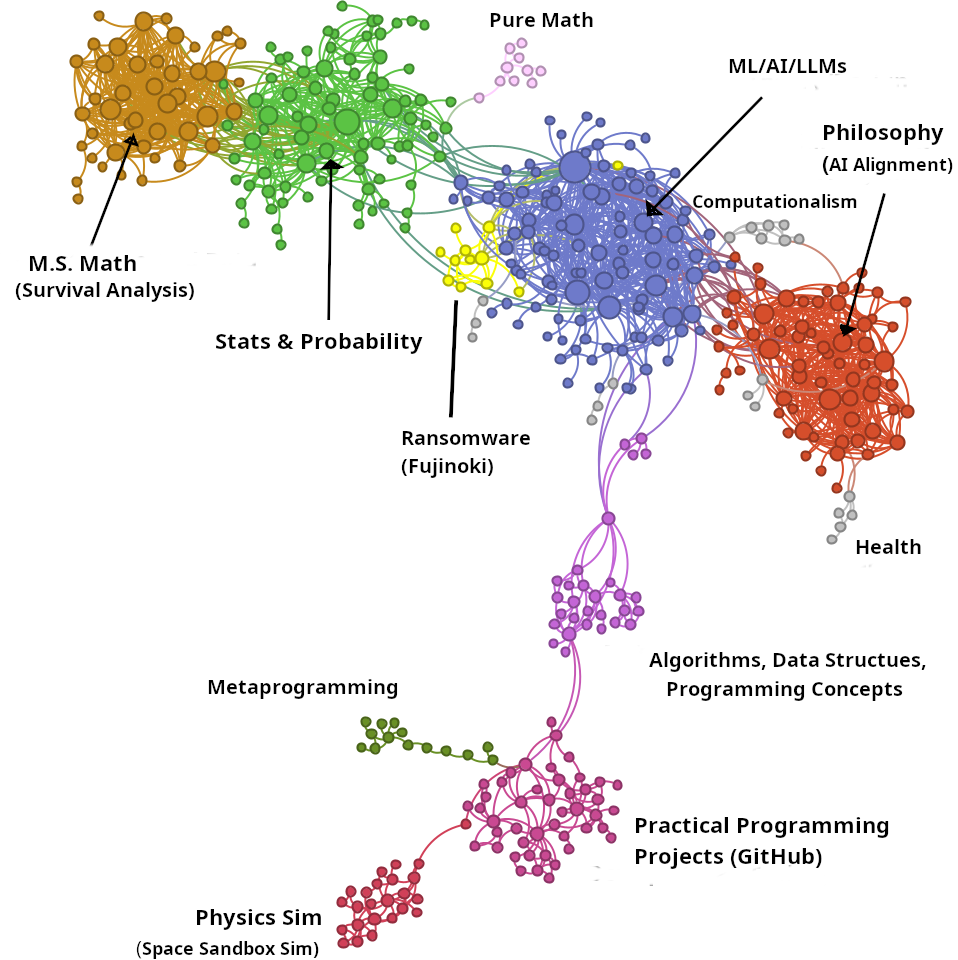 Pure Math
ML/AI/LLMs
Philosophy
(AI Alignment)
Computationalism
M.S. Math
(Survival Analysis)
Stats & Probability
Ransomware
(Fujinoki)
Health
Algorithms, Data Structues,
Programming Concepts
Metaprogramming
Practical Programming
Projects (GitHub)
Physics Sim
(Space Sandbox Sim)